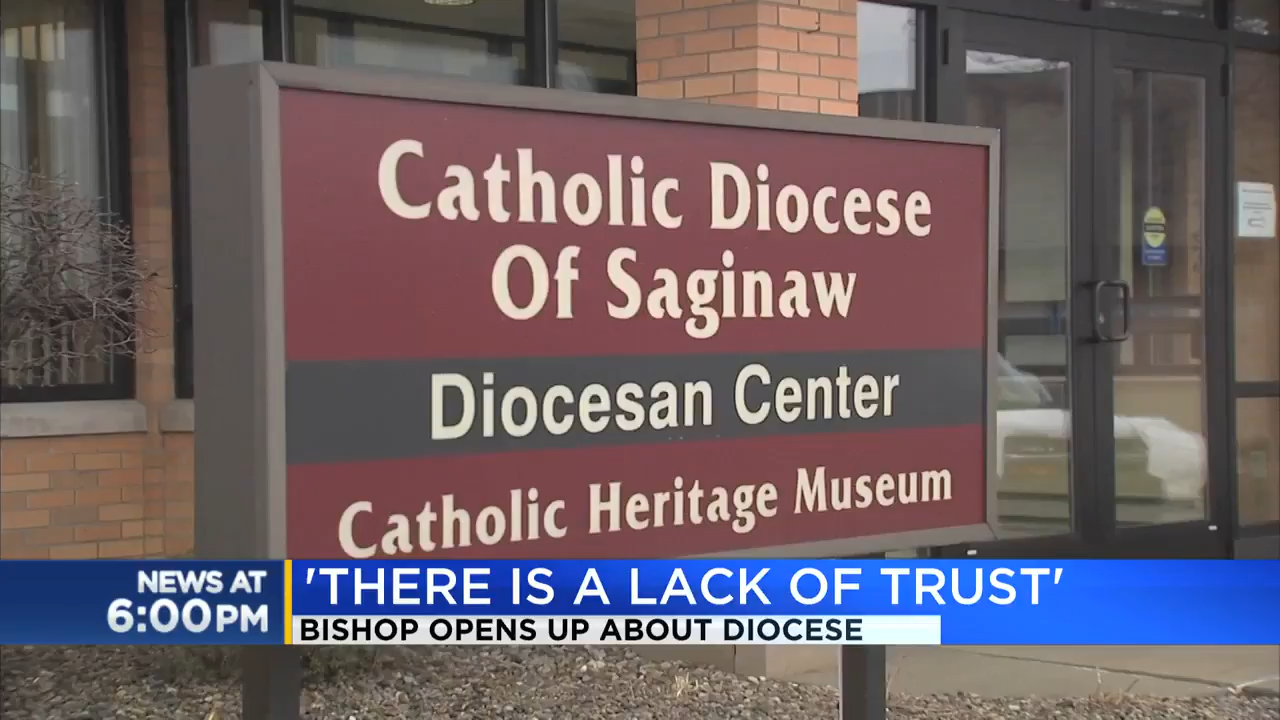 Catholic Diocese
Of Saginaw
Diocesan Center
Catholic Heritage Museum
NEWS AT
6:00PM
'THERE IS A LACK OF TRUST'
BISHOP OPENS UP ABOUT DIOCESE